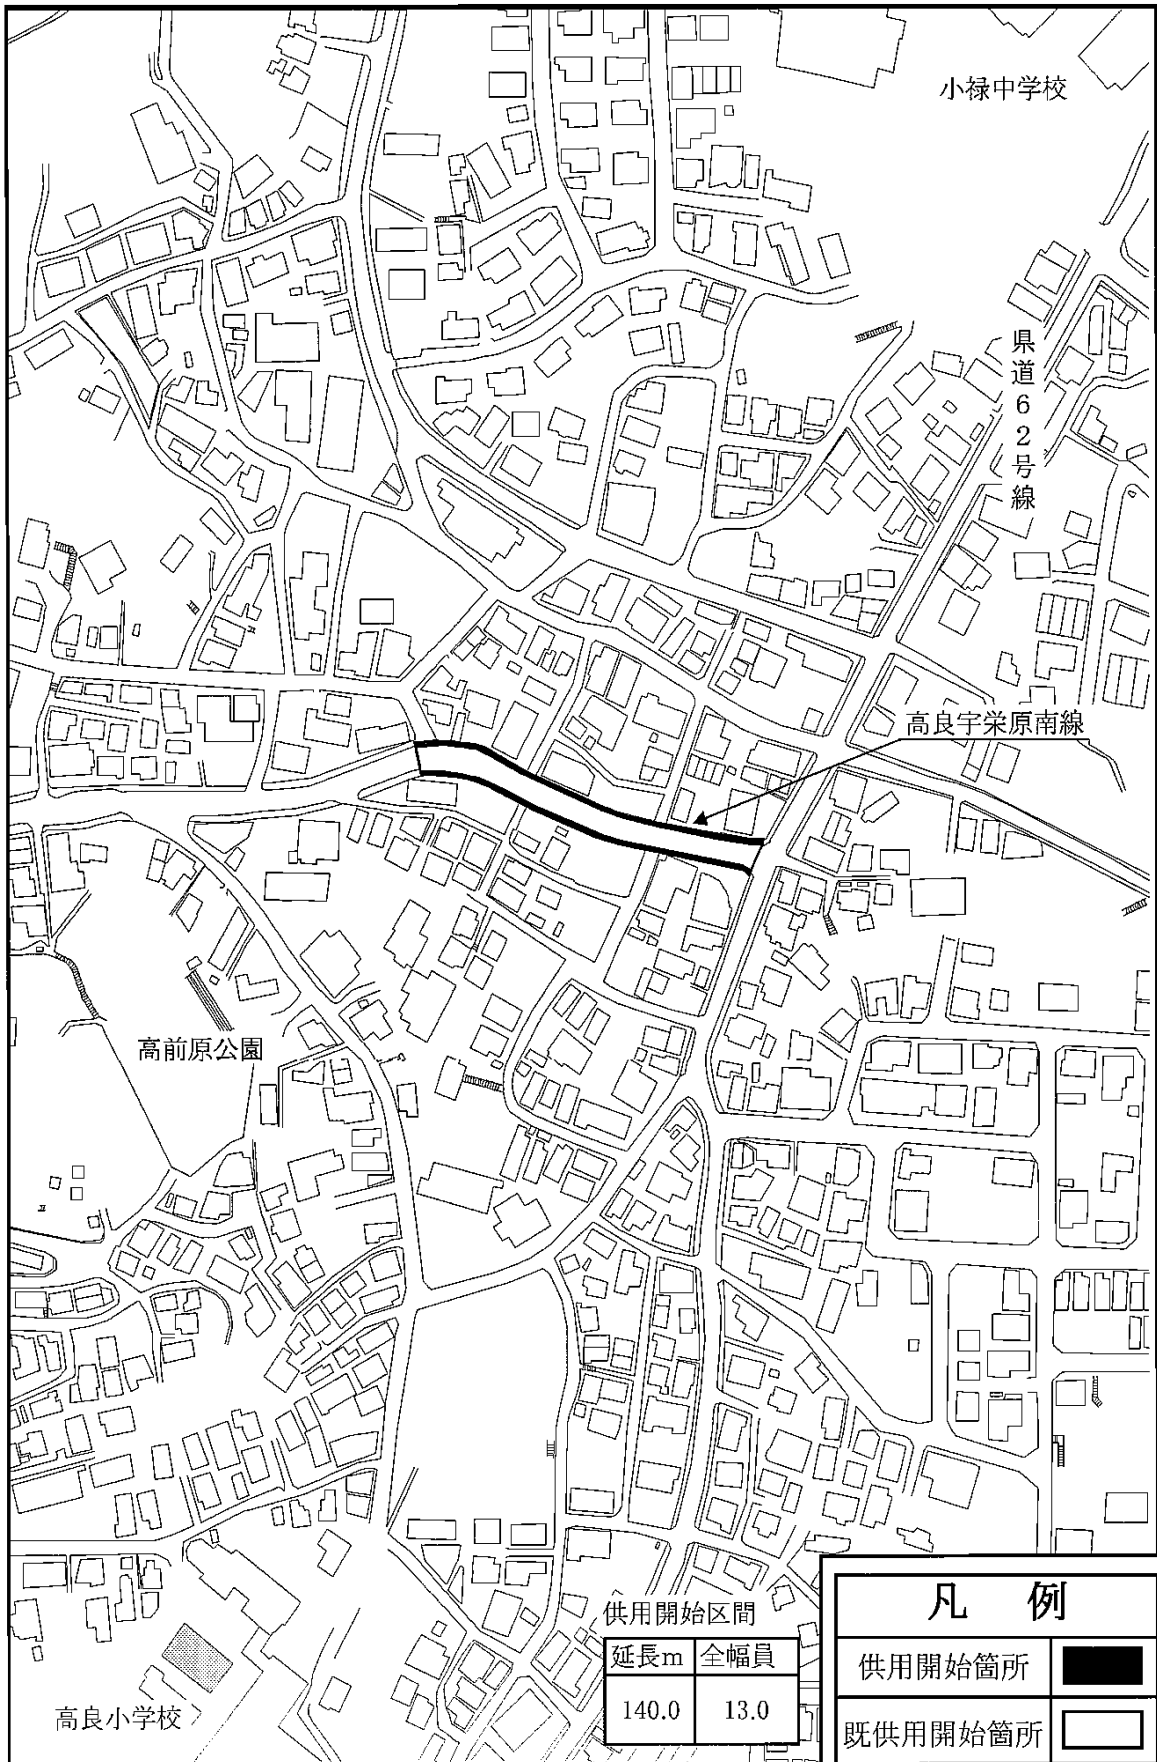 小禄中学校
県道62号線
高良宇栄原南線
高前原公園
供用開始区間
延長m 全幅員
140.0 13.0
高良小学校
凡 例
供用開始箇所
既供用開始箇所